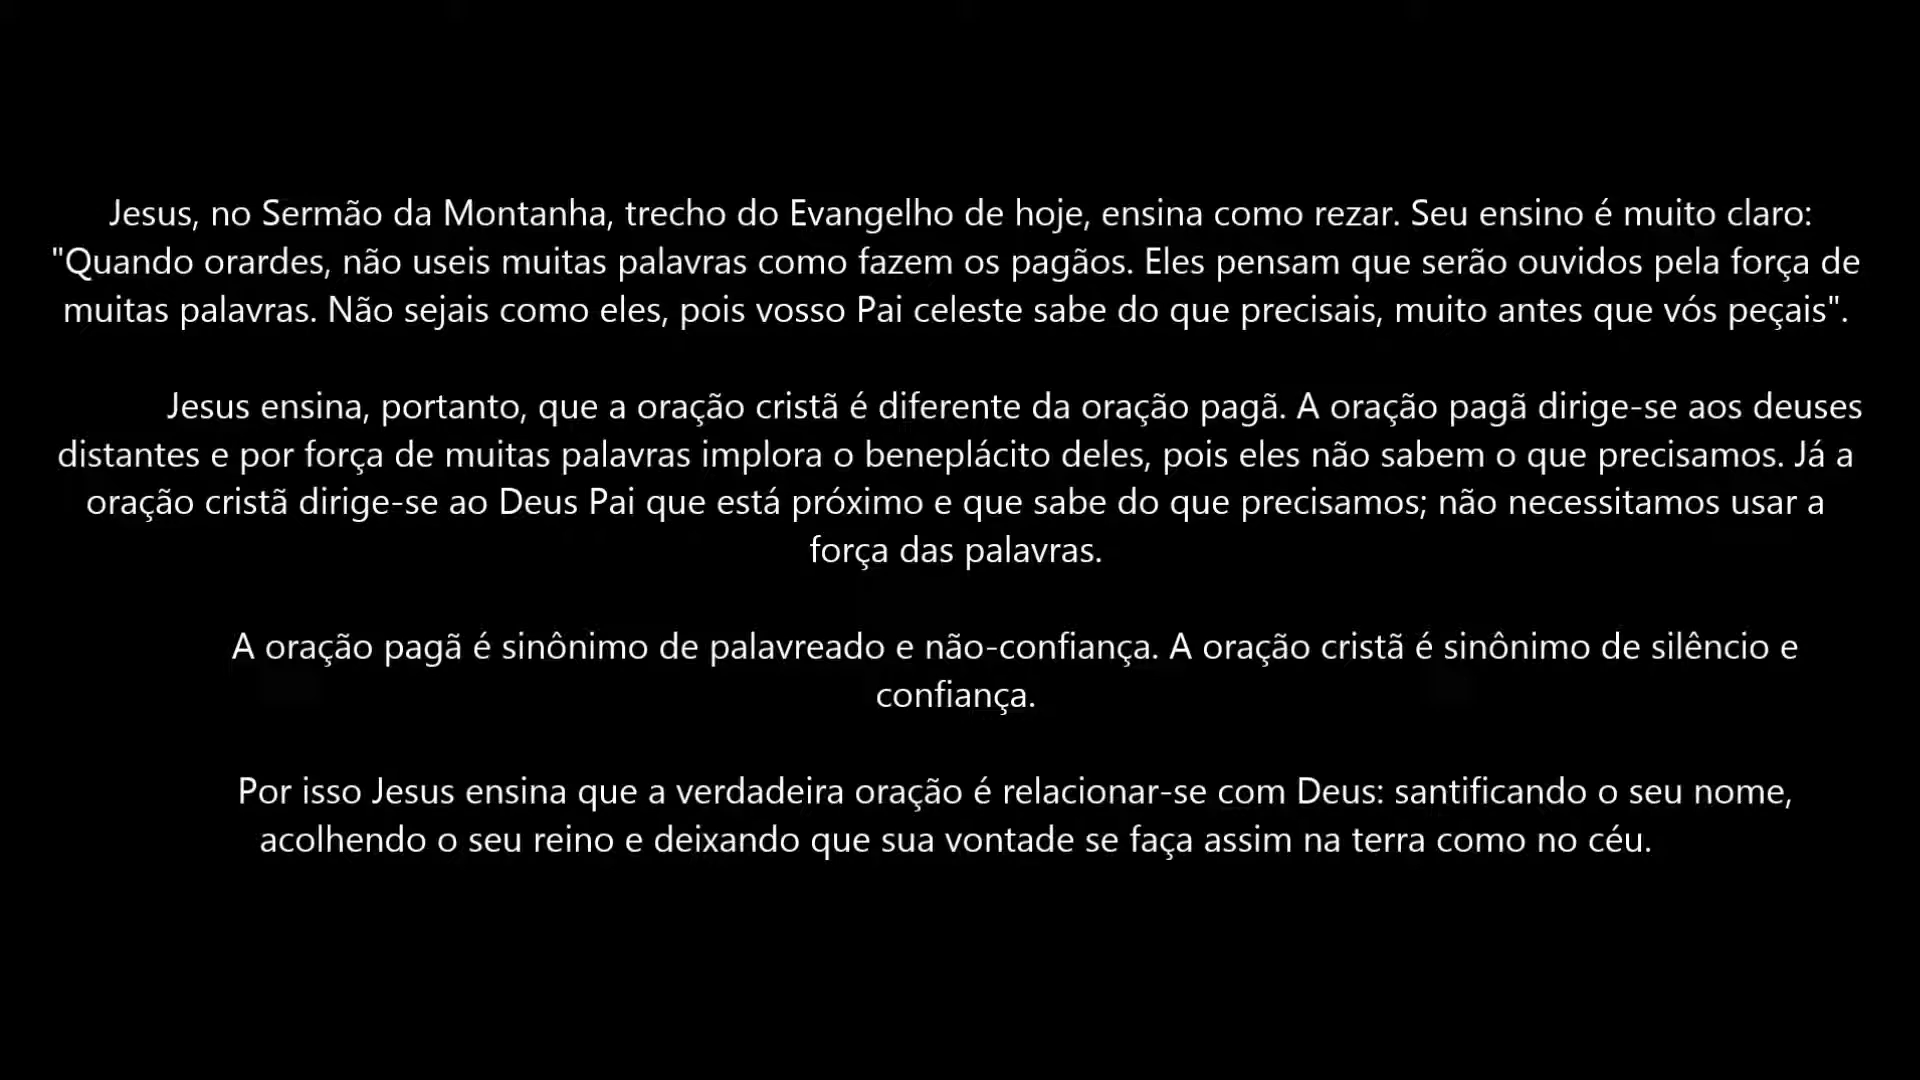 Jesus, no Sermão da Montanha, trecho do Evangelho de hoje, ensina como rezar. Seu ensino é muito claro:
"Quando orardes, não useis muitas palavras como fazem os pagãos. Eles pensam que serão ouvidos pela força de
muitas palavras. Não sejais como eles, pois vosso Pai celeste sabe do que precisais, muito antes que vós peçais".
Jesus ensina, portanto, que a oração cristã é diferente da oração pagã. A oração pagã dirige-se aos deuses
distantes e por força de muitas palavras implora o beneplácito deles, pois eles não sabem o que precisamos. Já a
oração cristã dirige-se ao Deus Pai que está próximo e que sabe do que precisamos; não necessitamos usar a
força das palavras.
A oração pagã é sinônimo de palavreado e não-confiança. A oração cristã é sinônimo de silêncio e
confiança.
Por isso Jesus ensina que a verdadeira oração é relacionar-se com Deus: santificando o seu nome,
acolhendo o seu reino e deixando que sua vontade se faça assim na terra como no céu.